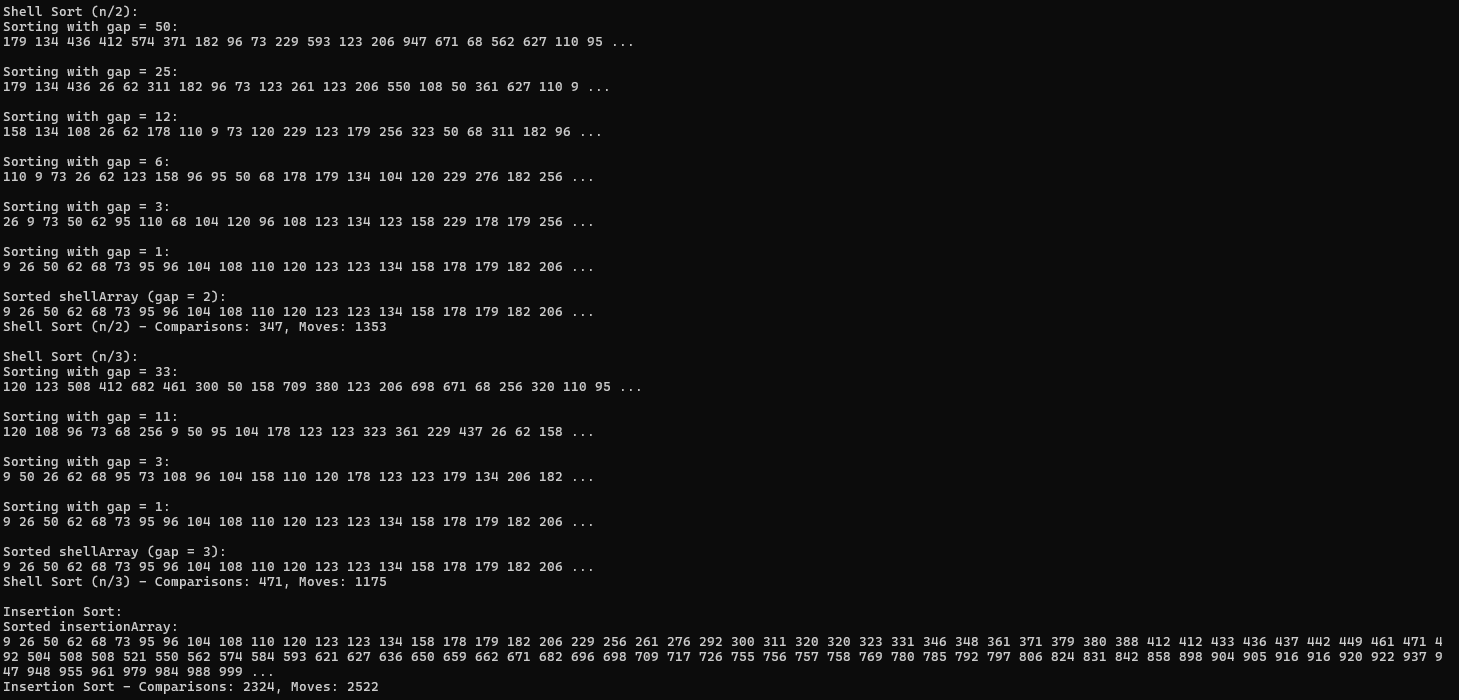 Shell Sort (n/2):
Sorting with gap = 50:
179 134 436 412 574 371 182 96 73 229 593 123 206 947 671 68 562 627 110 95 ...
Sorting with gap = 25:
179 134 436 26 62 311 182 96 73 123 261 123 206 550 108 50 361 627 110 9 ...
Sorting with gap = 12:
158 134 108 26 62 178 110 9 73 120 229 123 179 256 323 50 68 311 182 96 ...
Sorting with gap = 6:
110 9 73 26 62 123 158 96 95 50 68 178 179 134 104 120 229 276 182 256 ...
Sorting with gap = 3:
26 9 73 50 62 95 110 68 104 120 96 108 123 134 123 158 229 178 179 256 ...
Sorting with gap = 1:
9 26 50 62 68 73 95 96 104 108 110 120 123 123 134 158 178 179 182 206 ...
Sorted shellArray (gap = 2):
9 26 50 62 68 73 95 96 104 108 110 120 123 123 134 158 178 179 182 206 ...
Shell Sort (n/2) - Comparisons: 347, Moves: 1353
Shell Sort (n/3):
Sorting with gap = 33:
120 123 508 412 682 461 300 50 158 709 380 123 206 698 671 68 256 320 110 95 ...
Sorting with gap = 11:
120 108 96 73 68 256 9 50 95 104 178 123 123 323 361 229 437 26 62 158 ...
Sorting with gap = 3:
9 50 26 62 68 95 73 108 96 104 158 110 120 178 123 123 179 134 206 182 ...
Sorting with gap = 1:
9 26 50 62 68 73 95 96 104 108 110 120 123 123 134 158 178 179 182 206 ...
Sorted shellArray (gap = 3):
9 26 50 62 68 73 95 96 104 108 110 120 123 123 134 158 178 179 182 206 ...
Shell Sort (n/3) - Comparisons: 471, Moves: 1175
Insertion Sort:
Sorted insertionArray:
9 26 50 62 68 73 95 96 104 108 110 120 123 123 134 158 178 179 182 206 229 256 261 276 292 300 311 320 320 323 331 346 348 361 371 379 380 388 412 412 433 436 437 442 449 461 471 4
92 504 508 508 521 550 562 574 584 593 621 627 636 650 659 662 671 682 696 698 709 717 726 755 756 757 758 769 780 785 792 797 806 824 831 842 858 898 904 905 916 916 920 922 937 9
47 948 955 961 979 984 988 999 ...
Insertion Sort - Comparisons: 2324, Moves: 2522